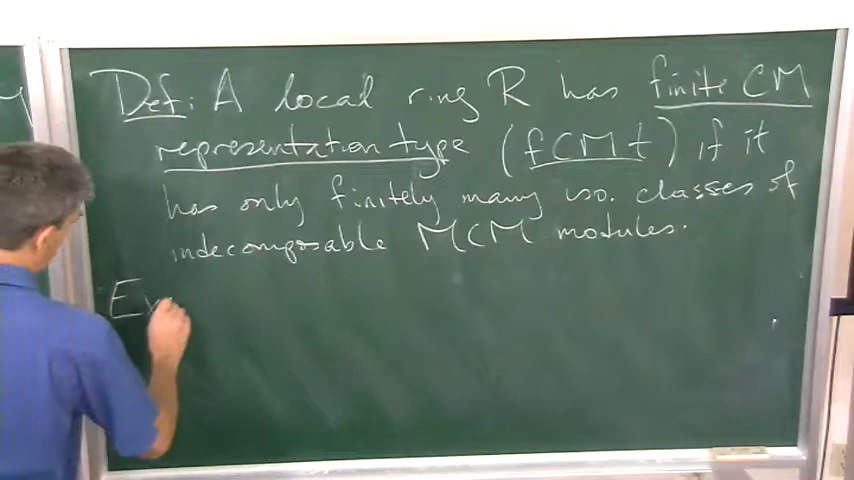 Def: A local ring R has finite CM
representation type (fCMt) if it
has only finitely many iso. classes of
indecomposable MCM modules.
Ex